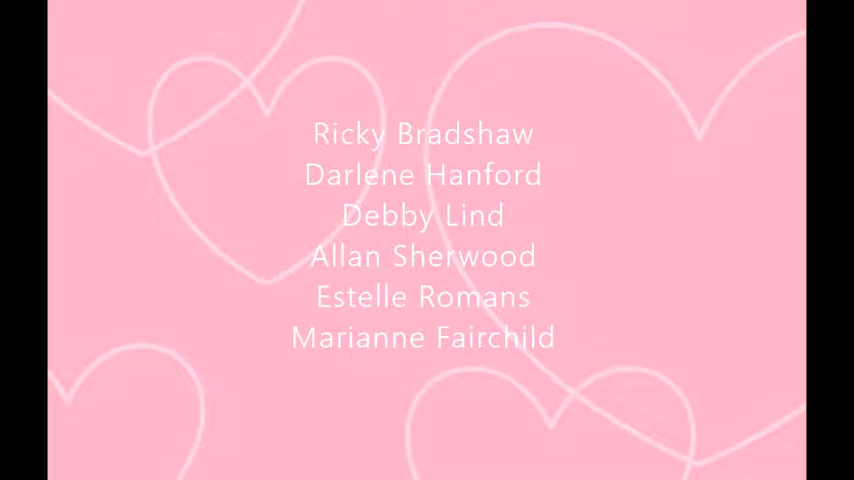 Ricky Bradshaw
Darlene Hanford
Debby Lind
Allan Sherwood
Estelle Romans
Marianne Fairchild